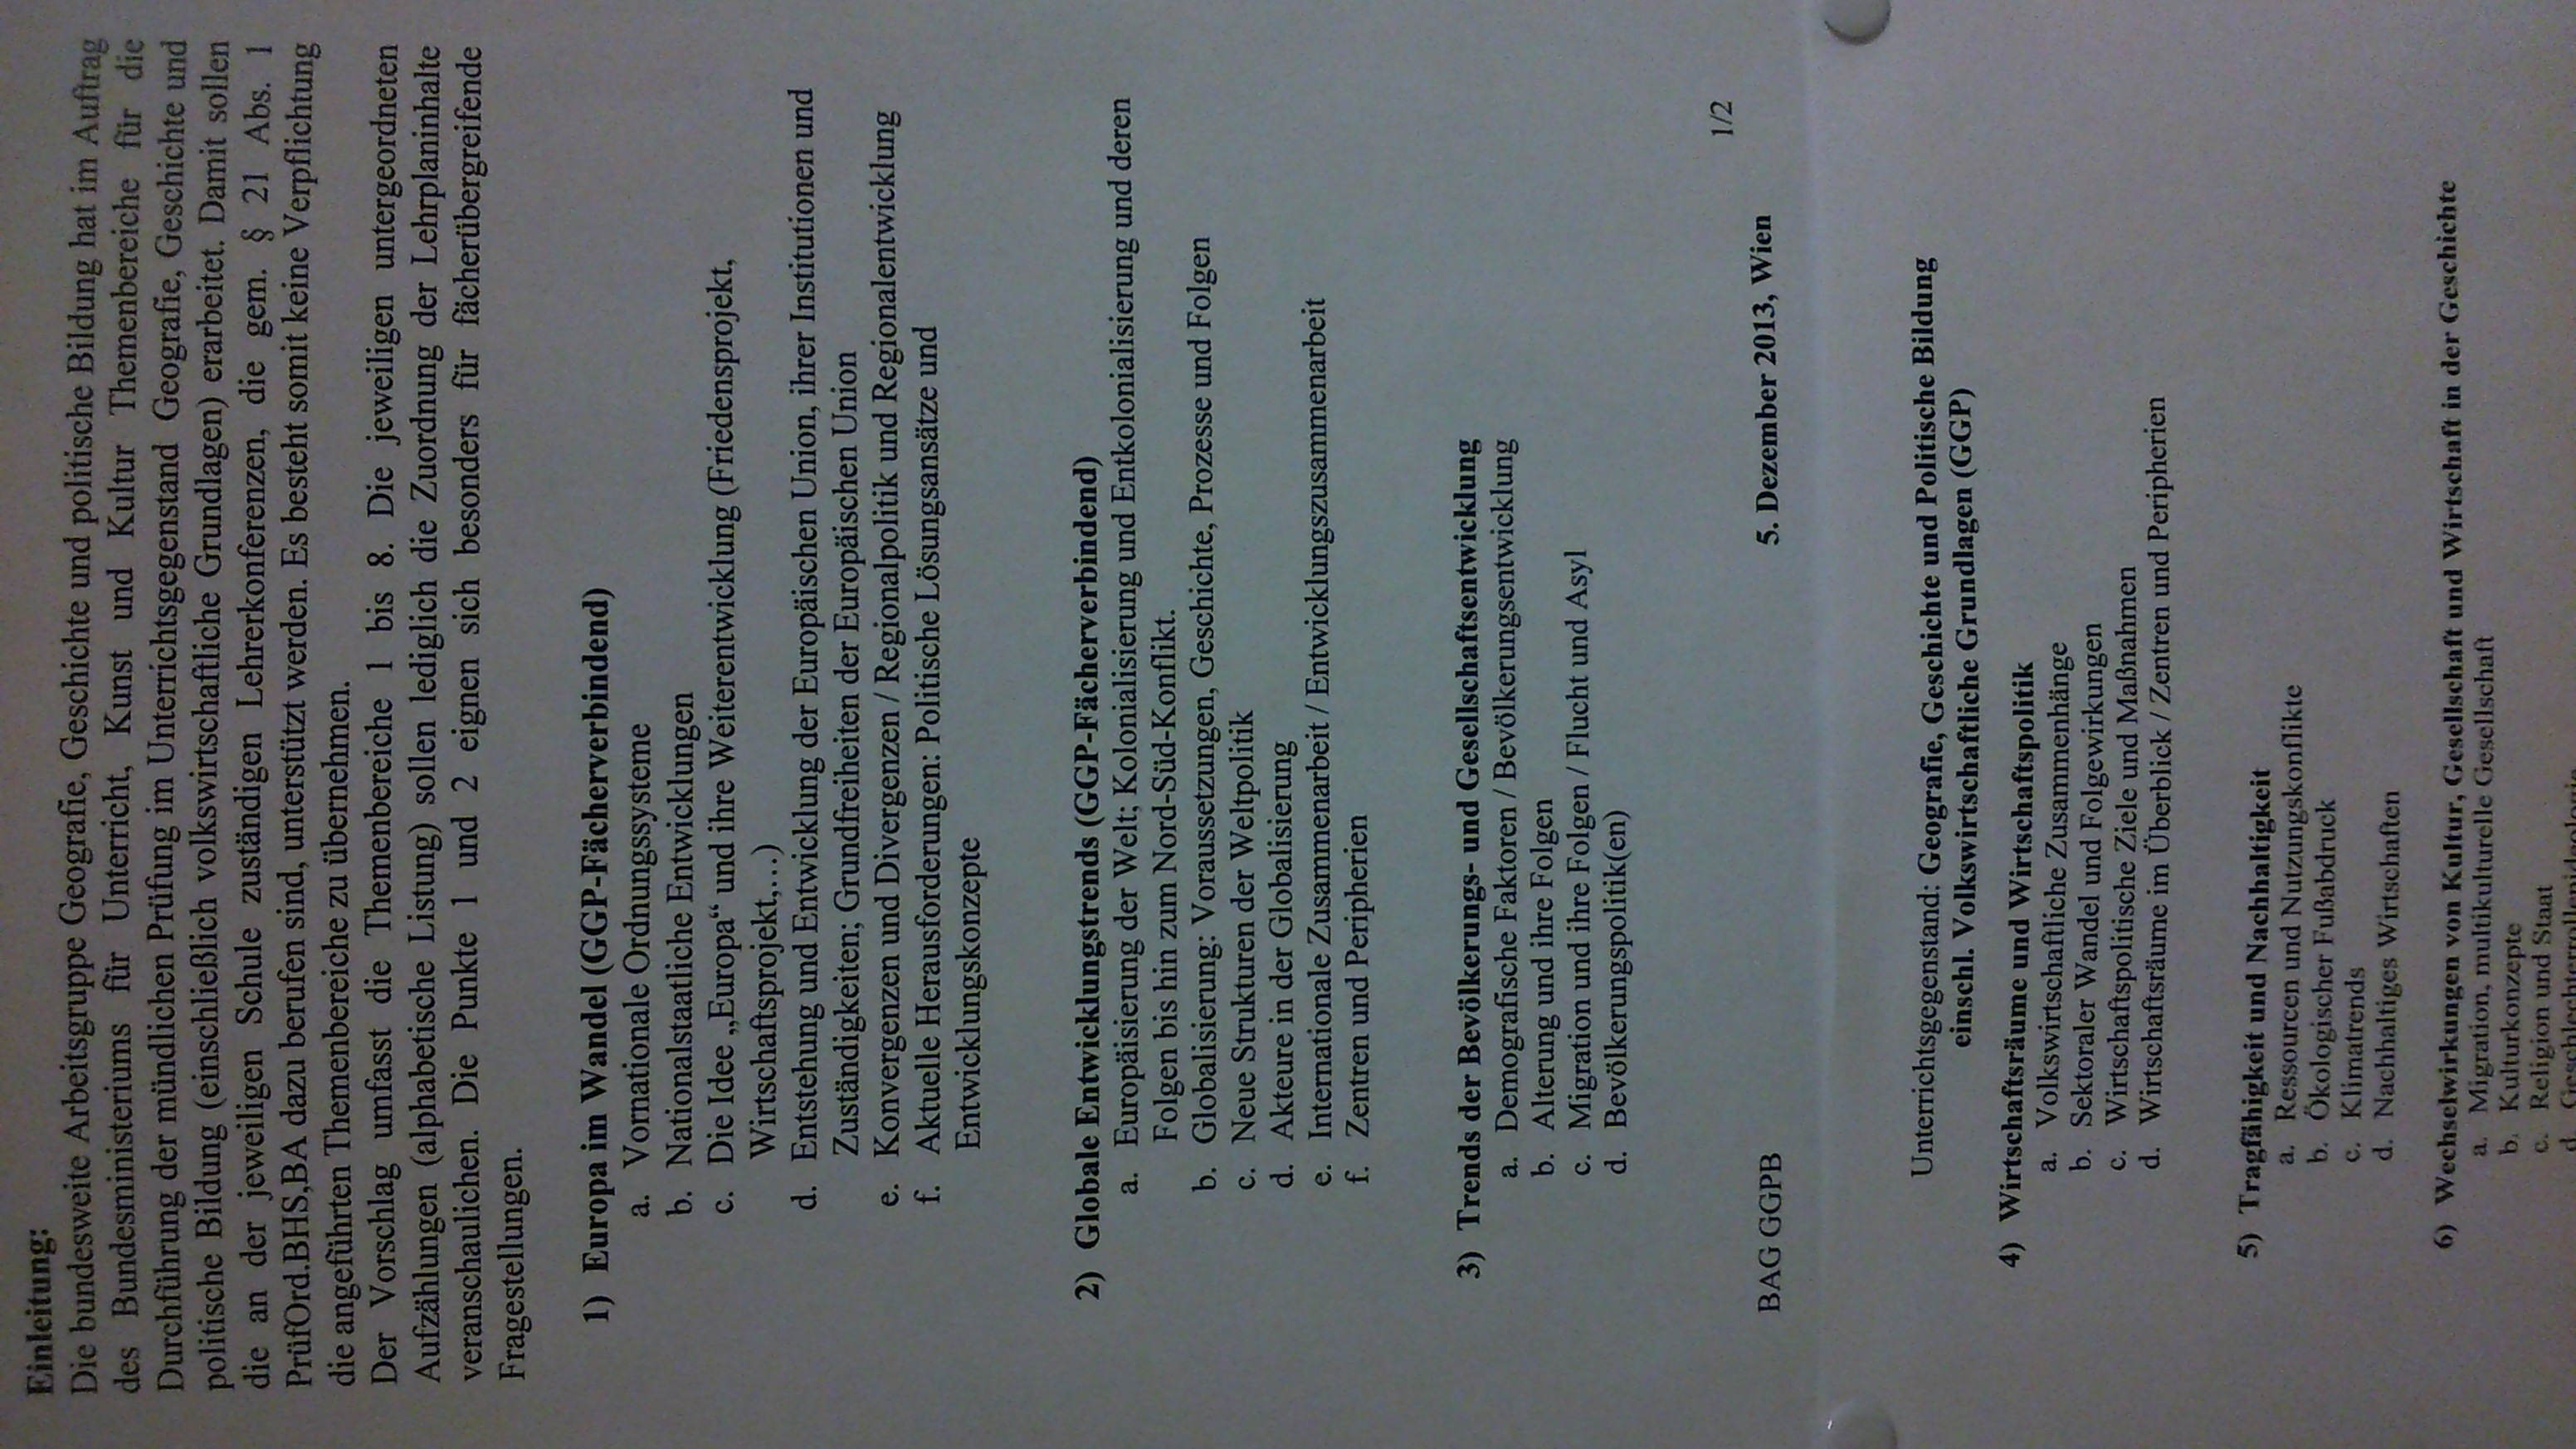 Einleitung:
Die bundesweite Arbeitsgruppe Geografie, Geschichte und politische Bildung hat im Auftrag
des Bundesministeriums für Unterricht, Kunst und Kultur Themenbereiche für die
Durchführung der mündlichen Prüfung im Unterrichtsgegenstand Geografie, Geschichte und
politische Bildung (einschließlich volkswirtschaftliche Grundlagen) erarbeitet. Damit sollen
die an der jeweiligen Schule zuständigen Lehrerkonferenzen, die gem. § 21 Abs. 1
PrüfOrd.BHS,BA dazu berufen sind, unterstützt werden. Es besteht somit keine Verpflichtung
die angeführten Themenbereiche zu übernehmen.
Der Vorschlag umfasst die Themenbereiche 1 bis 8. Die jeweiligen untergeordneten
Aufzählungen (alphabetische Listung) sollen lediglich die Zuordnung der Lehrplaninhalte
veranschaulichen. Die Punkte 1 und 2 eignen sich besonders für fächerübergreifende
Fragestellungen.
1) Europa im Wandel (GGP-Fächerverbindend)
a. Vornationale Ordnungssysteme
b. Nationalstaatliche Entwicklungen
c. Die Idee „Europa“ und ihre Weiterentwicklung (Friedensprojekt,
Wirtschaftsprojekt,…)
d. Entstehung und Entwicklung der Europäischen Union, ihrer Institutionen und
Zuständigkeiten; Grundfreiheiten der Europäischen Union
e. Konvergenzen und Divergenzen / Regionalpolitik und Regionalentwicklung
f. Aktuelle Herausforderungen: Politische Lösungsansätze und
Entwicklungskonzepte
2) Globale Entwicklungstrends (GGP-Fächerverbindend)
a. Europäisierung der Welt; Kolonialisierung und Entkolonialisierung und deren
Folgen bis hin zum Nord-Süd-Konflikt.
b. Globalisierung: Voraussetzungen, Geschichte, Prozesse und Folgen
c. Neue Strukturen der Weltpolitik
d. Akteure in der Globalisierung
e. Internationale Zusammenarbeit / Entwicklungszusammenarbeit
f. Zentren und Peripherien
3) Trends der Bevölkerungs- und Gesellschaftsentwicklung
a. Demografische Faktoren / Bevölkerungsentwicklung
b. Alterung und ihre Folgen
c. Migration und ihre Folgen / Flucht und Asyl
d. Bevölkerungspolitik(en)
1/2
BAG GGPB 5. Dezember 2013, Wien
Unterrichtsgegenstand: Geografie, Geschichte und Politische Bildung
einschl. Volkswirtschaftliche Grundlagen (GGP)
4) Wirtschaftsräume und Wirtschaftspolitik
a. Volkswirtschaftliche Zusammenhänge
b. Sektoraler Wandel und Folgewirkungen
c. Wirtschaftspolitische Ziele und Maßnahmen
d. Wirtschaftsräume im Überblick / Zentren und Peripherien
5) Tragfähigkeit und Nachhaltigkeit
a. Ressourcen und Nutzungskonflikte
b. Ökologischer Fußabdruck
c. Klimatrends
d. Nachhaltiges Wirtschaften
6) Wechselwirkungen von Kultur, Gesellschaft und Wirtschaft in der Geschichte
a. Migration, multikulturelle Gesellschaft
b. Kulturkonzepte
c. Religion und Staat
d. Geschlechterrollenideologie